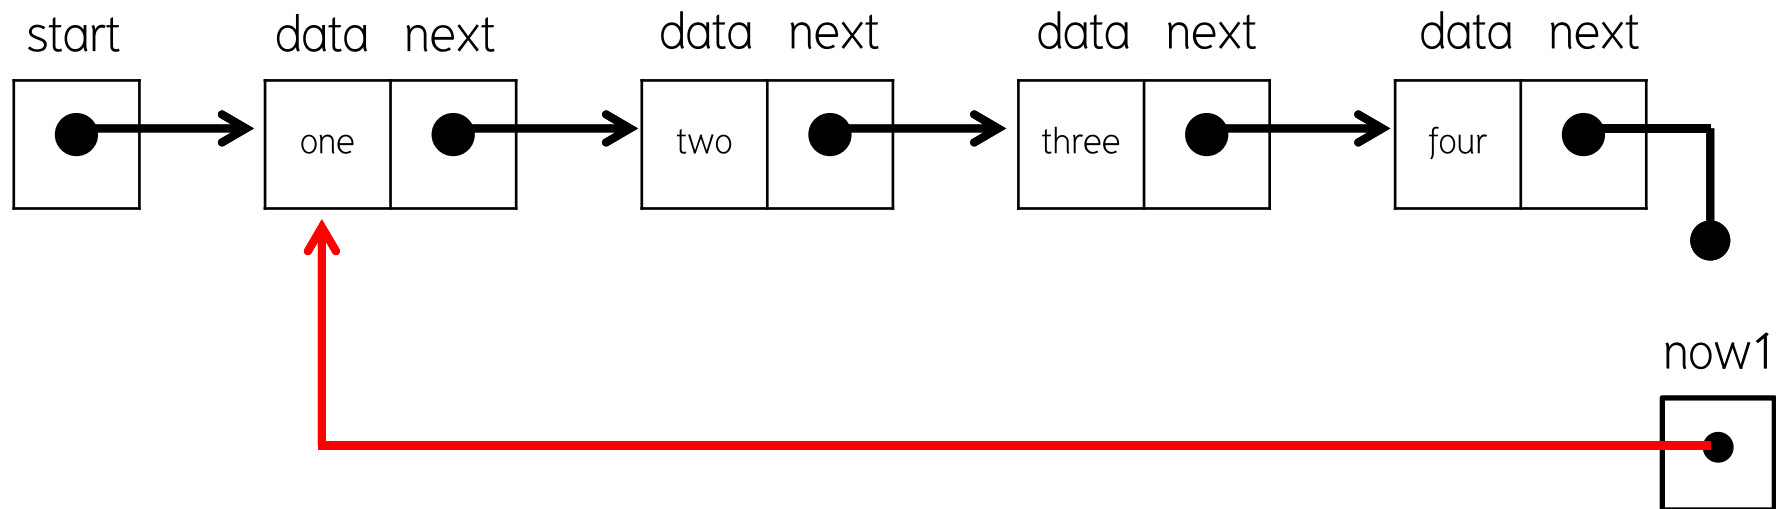 start data next data next data next data next
one two three four
now1